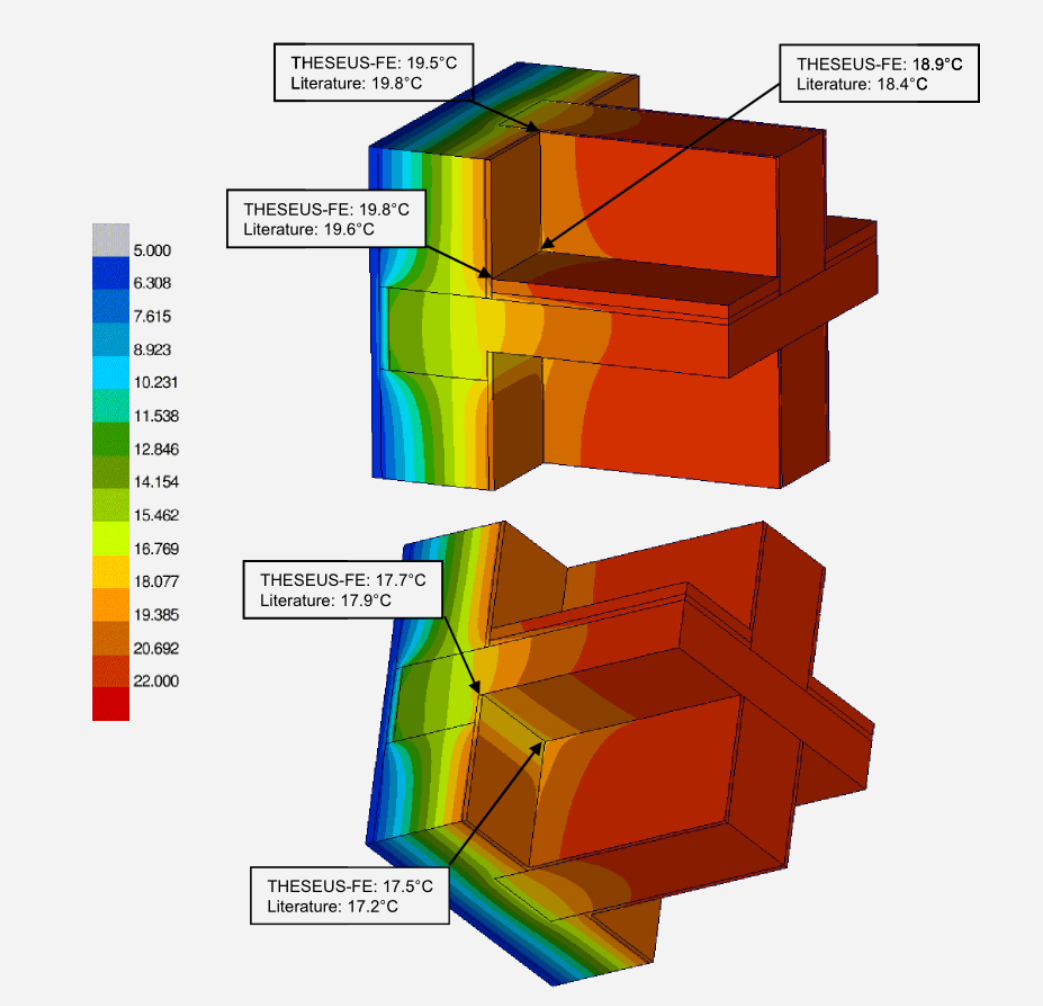 THESEUS-FE: 19.5°C
Literature: 19.8°C
THESEUS-FE: 18.9°C
Literature: 18.4°C
THESEUS-FE: 19.8°C
Literature: 19.6°C
5.000
6.308
7.615
8.923
10.231
11.538
12.846
14.154
15.462
16.769
18.077
19.385
20.692
22.000
THESEUS-FE: 17.7°C
Literature: 17.9°C
THESEUS-FE: 17.5°C
Literature: 17.2°C